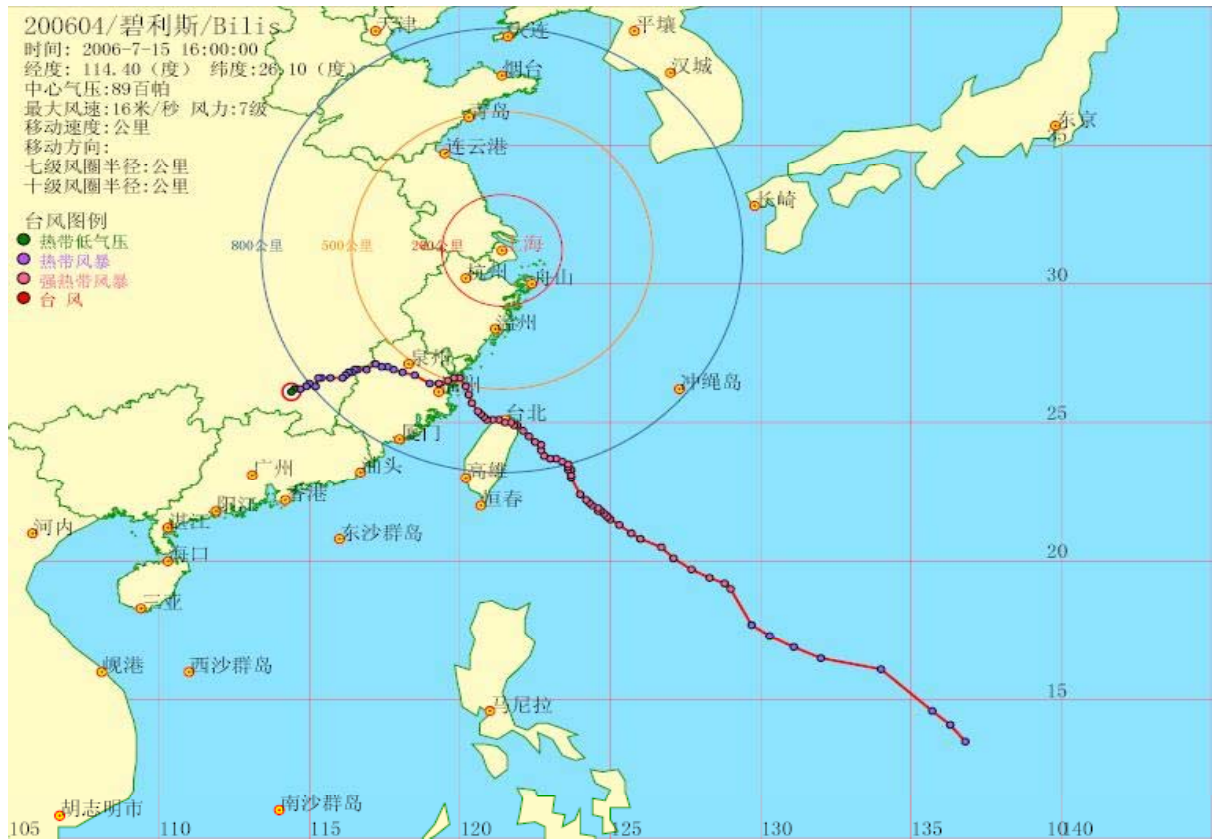 200604/碧利斯/Bilis
时间: 2006-7-15 16:00:00
经度: 114.40（度） 纬度:26.10（度）
中心气压:89百帕
最大风速:16米/秒 风力:7级
移动速度:公里
移动方向:
七级风圈半径:公里
十级风圈半径:公里
台风图例
热带低气压
热带风暴
强热带风暴
台 风
天津
大连
平壤
烟台
汉城
青岛
东京
连云港
长崎
800公里
500公里
200公里
上海
杭州
舟山
30
温州
泉州
冲绳岛
台北
25
厦门
广州
汕头
高雄
香港
恒春
阳江
湛江
河内
东沙群岛
海口
20
三亚
岘港
西沙群岛
15
马尼拉
胡志明市
南沙群岛
105
110
115
120
125
130
135
10
140